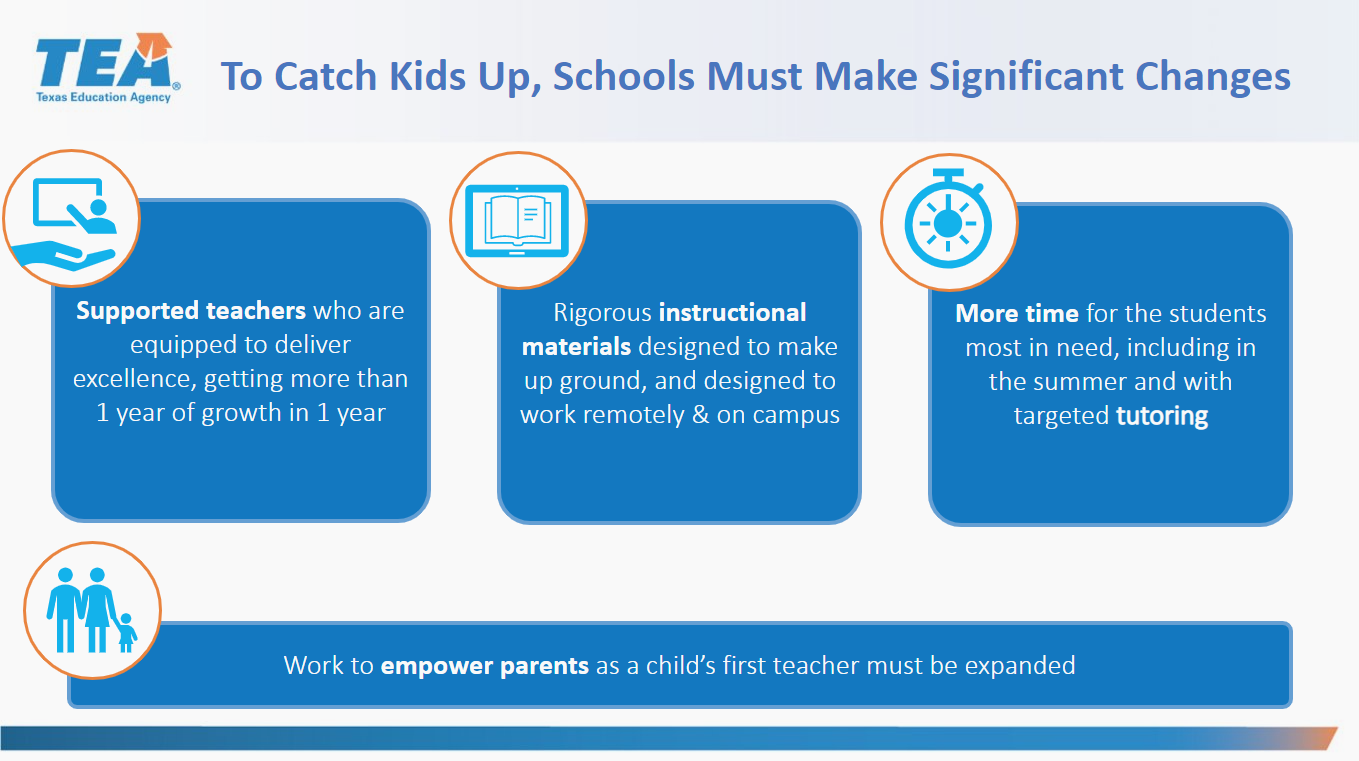 TEA®
Texas Education Agency
To Catch Kids Up, Schools Must Make Significant Changes
Supported teachers who are
equipped to deliver
excellence, getting more than
1 year of growth in 1 year
Rigorous instructional
materials designed to make
up ground, and designed to
work remotely & on campus
More time for the students
most in need, including in
the summer and with
targeted tutoring
Work to empower parents as a child’s first teacher must be expanded